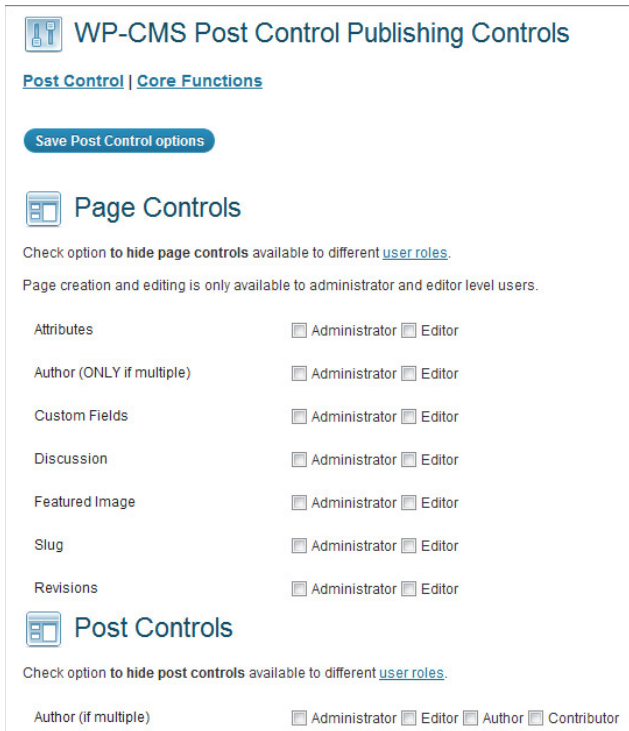 WP-CMS Post Control Publishing Controls
Post Control | Core Functions
Save Post Control options
Page Controls
Check option to hide page controls available to different user roles.
Page creation and editing is only available to administrator and editor level users.
Attributes Administrator Editor
Author (ONLY if multiple) Administrator Editor
Custom Fields Administrator Editor
Discussion Administrator Editor
Featured Image Administrator Editor
Slug Administrator Editor
Revisions Administrator Editor
Post Controls
Check option to hide post controls available to different user roles.
Author (if multiple) Administrator Editor Author Contributor